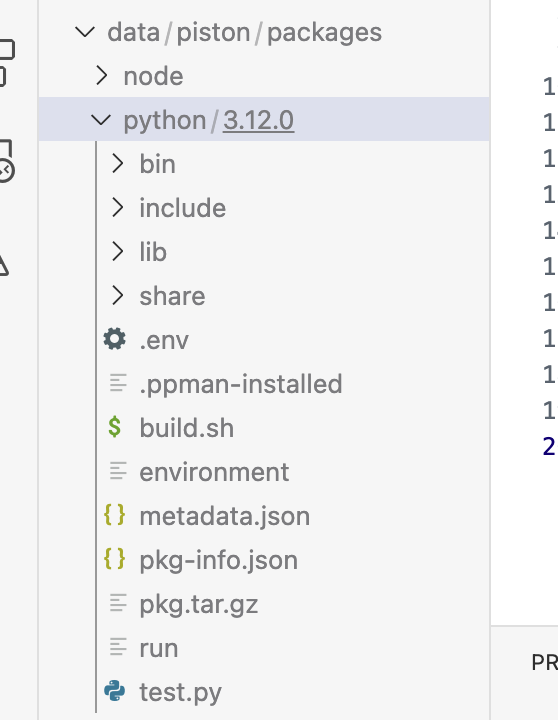 data/piston/packages
node
python/3.12.0
bin
include
lib
share
.env
.ppman-installed
$ build.sh
environment
{} metadata.json
{} pkg-info.json
pkg.tar.gz
run
test.py
1
1
1
1
1
1
1
1
1
1
2
PR